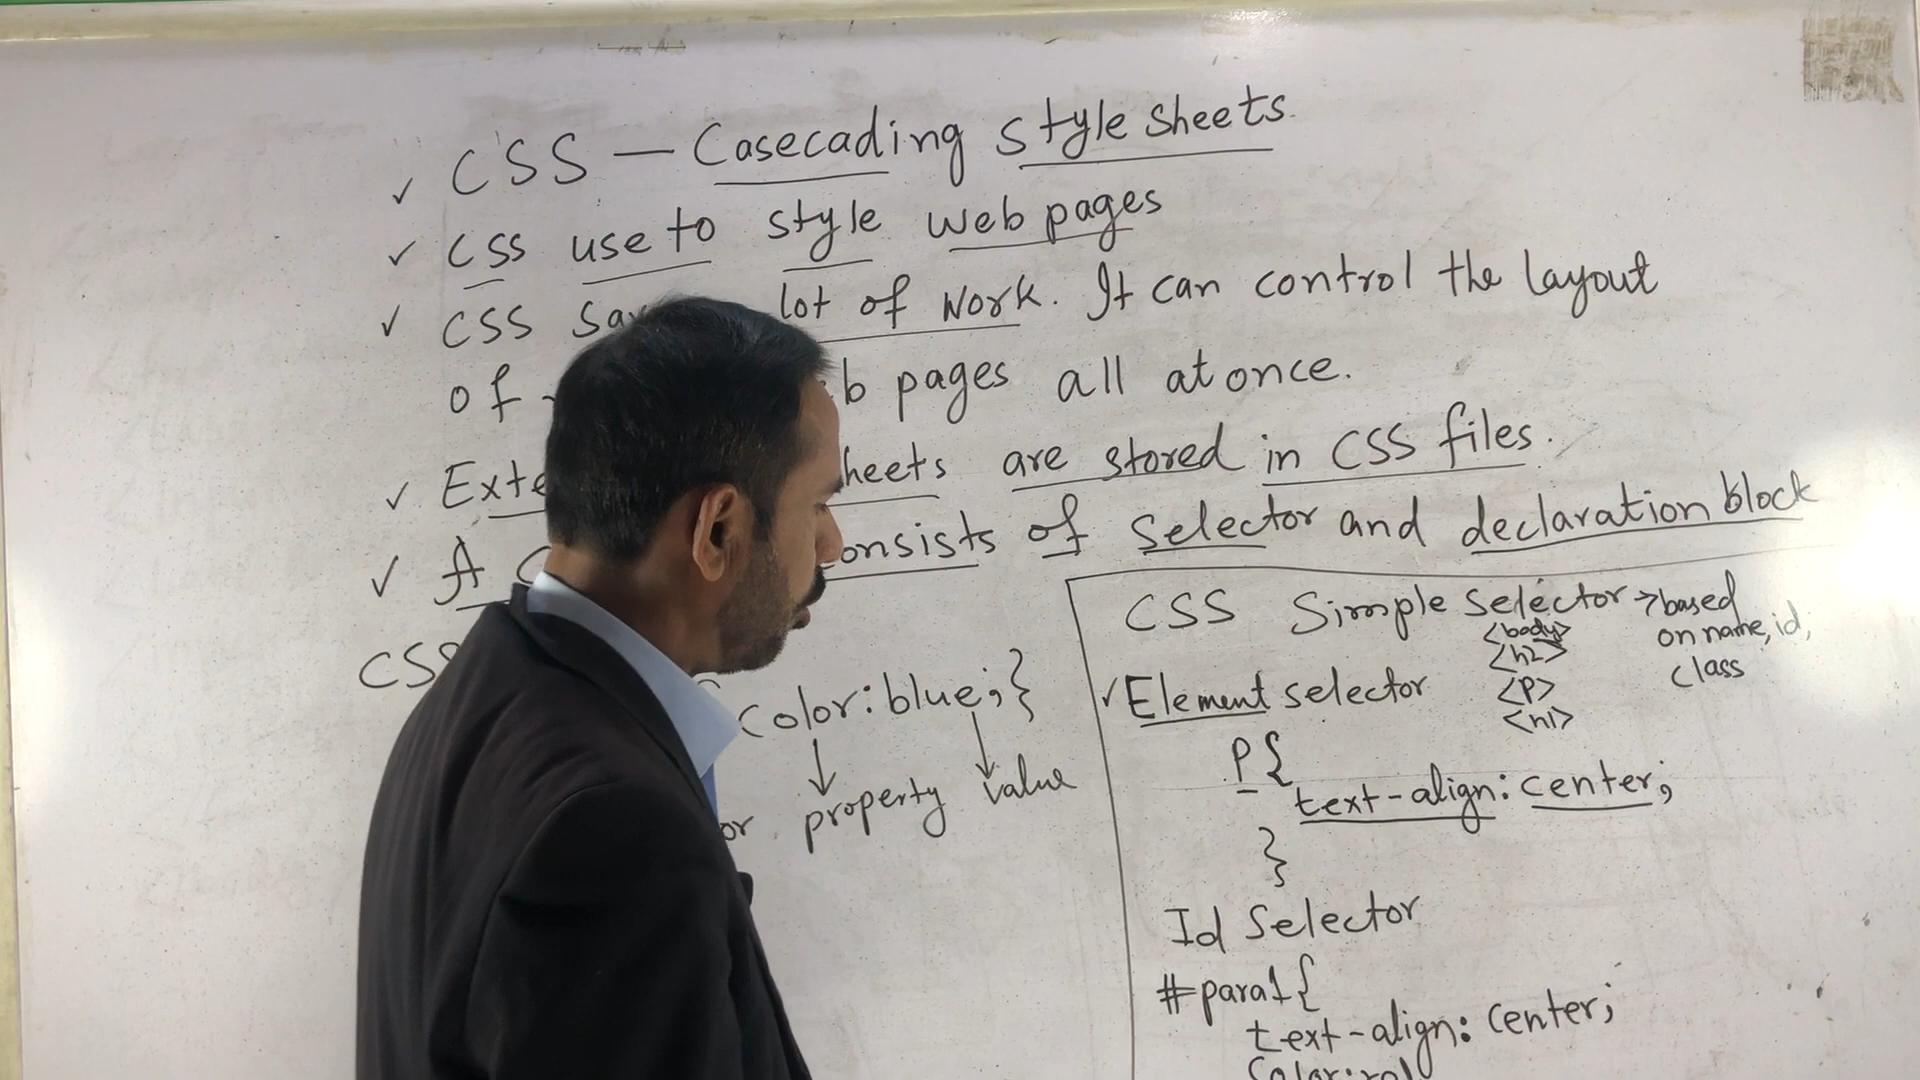 CSS — Casecading Style Sheets.
CSS use to style web pages
CSS lot of work. It can control the layout
of pages all at once.
heets are stored in CSS files.
A onsists of selector and declaration block
CSS
color:blue;}
or property value
CSS Simple Selector → based
on name, id,
class
<body>
<h2>
<P>
<h1>
Element selector
P{
text-align: center;
}
Id Selector
#para1{
text-align: center;